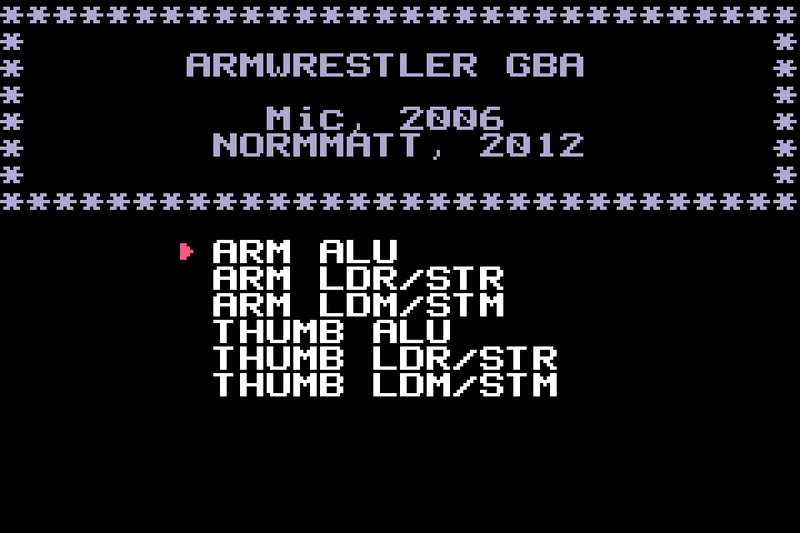 ******************************
* *
* ARMWRESTLER GBA *
* *
* Mic, 2006 *
* NORMMATT, 2012 *
* *
******************************
ARM ALU
ARM LDR/STR
ARM LDM/STM
THUMB ALU
THUMB LDR/STR
THUMB LDM/STM